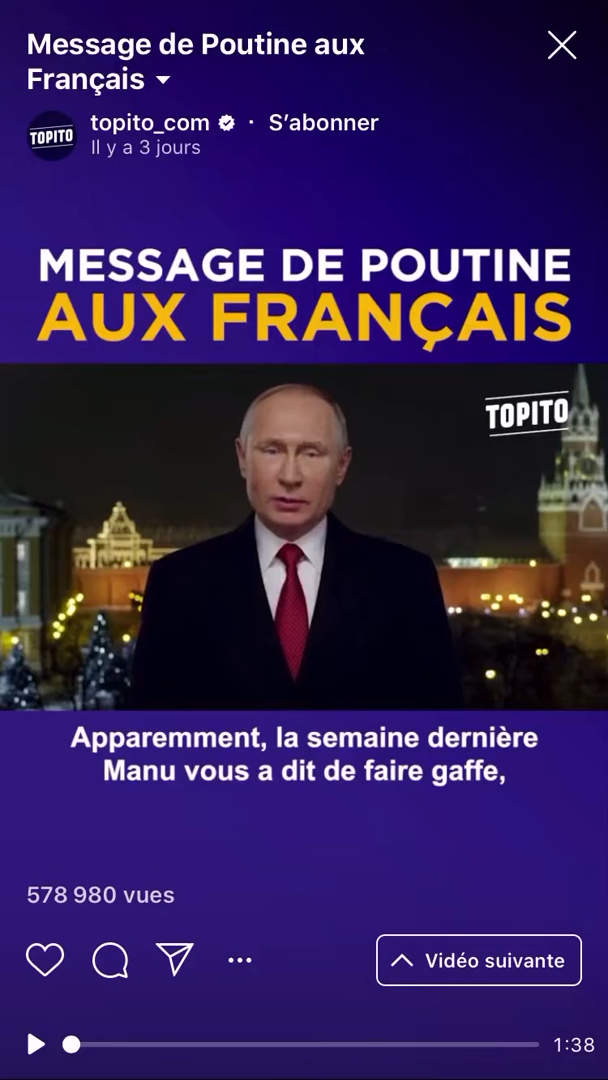 Message de Poutine aux
Français
topito_com · S’abonner
TOPITO
Il y a 3 jours
MESSAGE DE POUTINE
AUX FRANÇAIS
TOPITO
Apparemment, la semaine dernière
Manu vous a dit de faire gaffe,
578 980 vues
Vidéo suivante
1:38